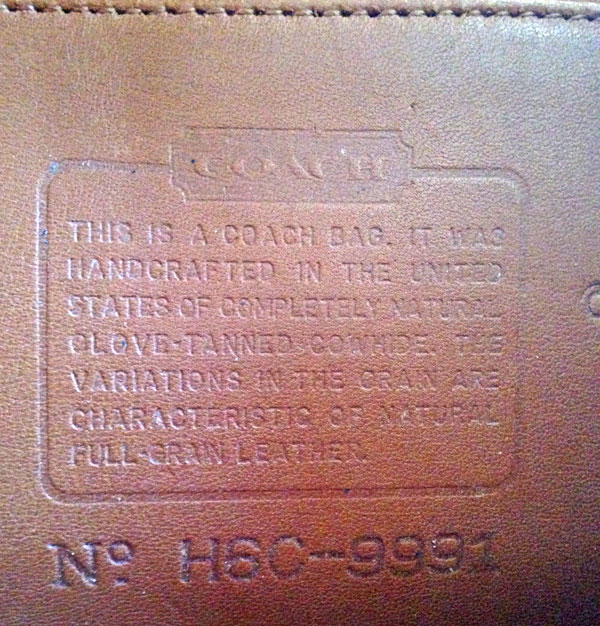 COACH
THIS IS A COACH BAG. IT WAS
HANDCRAFTED IN THE UNITED
STATES OF COMPLETELY NATURAL
GLOVE-TANNED COWHIDE. THE
VARIATIONS IN THE GRAIN ARE
CHARACTERISTIC OF NATURAL
FULL-GRAIN LEATHER.
Nº H6C-9991